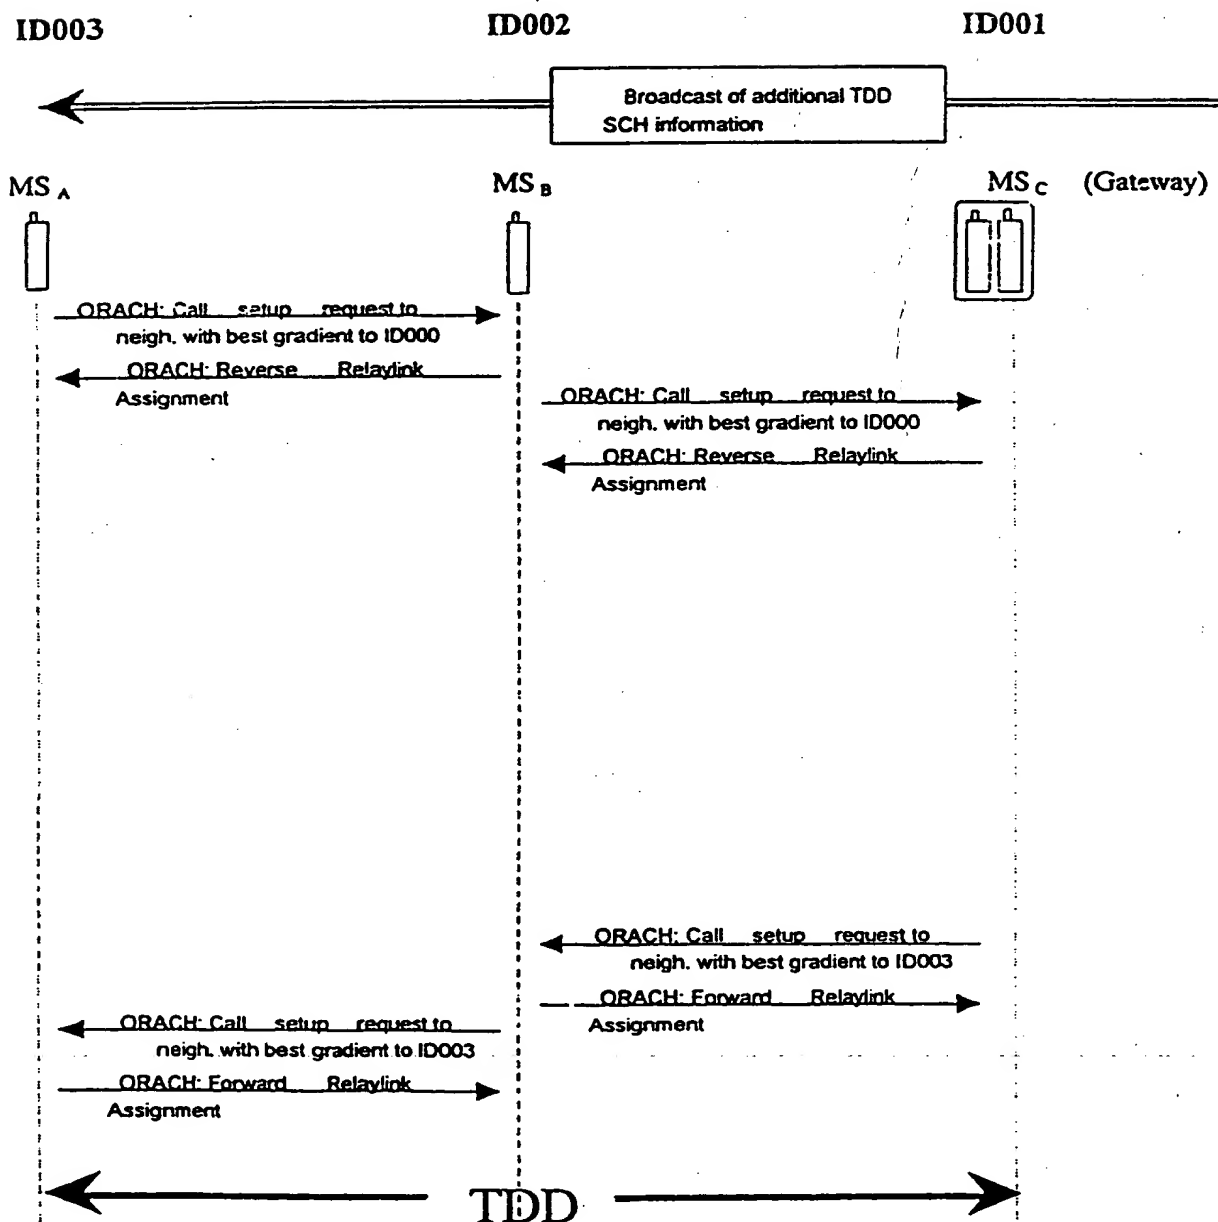 ID003 ID002 ID001
Broadcast of additional TDD
SCH information
MS A MS B MS C (Gateway)
ORACH: Call setup request to
neigh. with best gradient to ID000
ORACH: Reverse Relaylink
Assignment
ORACH: Call setup request to
neigh. with best gradient to ID000
ORACH: Reverse Relaylink
Assignment
ORACH: Call setup request to
neigh. with best gradient to ID003
ORACH: Forward Relaylink
Assignment
ORACH: Call setup request to
neigh. with best gradient to ID003
ORACH: Forward Relaylink
Assignment
TDD